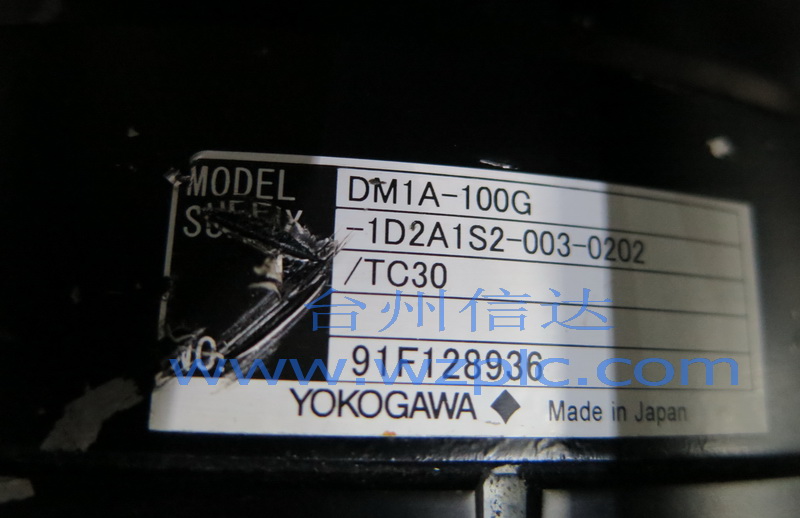 MODEL DM1A-100G
SUFFIX -1D2A1S2-003-0202
/TC30
台州信达
91F128936
www.wzplc.com
YOKOGAWA ◆ Made in Japan